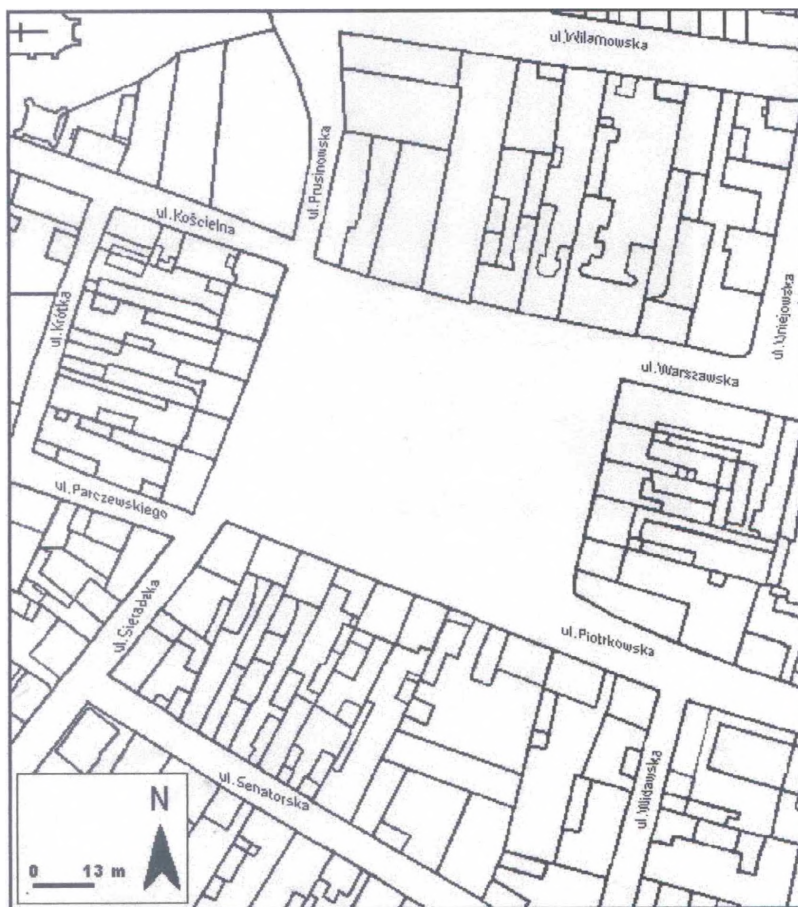 ul. Wilamowska
ul. Prusinowska
ul. Kościelna
ul. Krótka
ul. Uniejowska
ul. Warszawska
ul. Parczewskiego
ul. Sieradzka
ul. Piotrkowska
ul. Senatorska
ul. Widawska
N
0 13 m